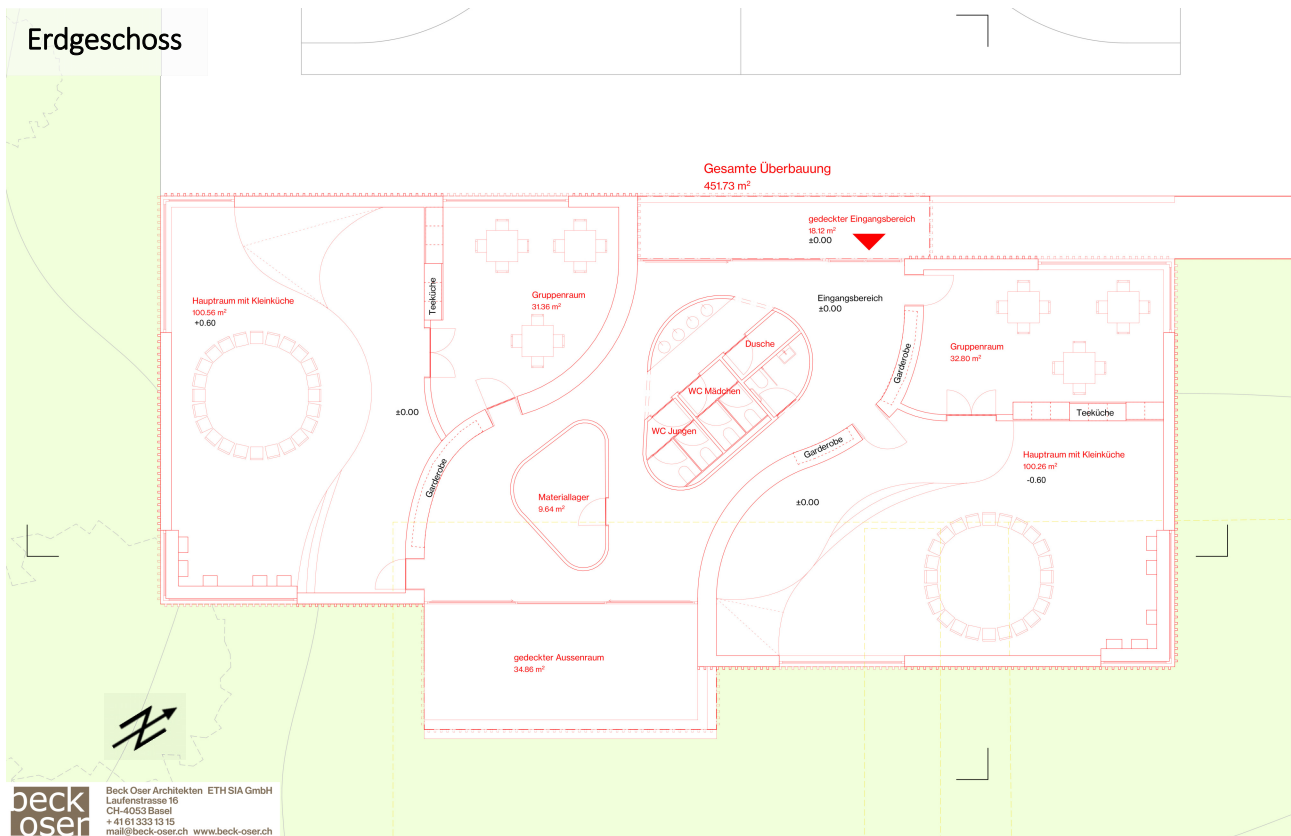 Erdgeschoss
Gesamte Überbauung
451.73 m²
gedeckter Eingangsbereich
18.12 m²
±0.00
Hauptraum mit Kleinküche
100.56 m²
+0.60
Teeküche
Gruppenraum
31.36 m²
Eingangsbereich
±0.00
Dusche
WC Mädchen
WC Jungen
Garderobe
Gruppenraum
32.80 m²
Teeküche
±0.00
Garderobe
Garderobe
Materiallager
9.64 m²
±0.00
Hauptraum mit Kleinküche
100.26 m²
-0.60
gedeckter Aussenraum
34.86 m²
beck
oser
Beck Oser Architekten ETH SIA GmbH
Laufenstrasse 16
CH-4053 Basel
+ 41 61 333 13 15
mail@beck-oser.ch www.beck-oser.ch